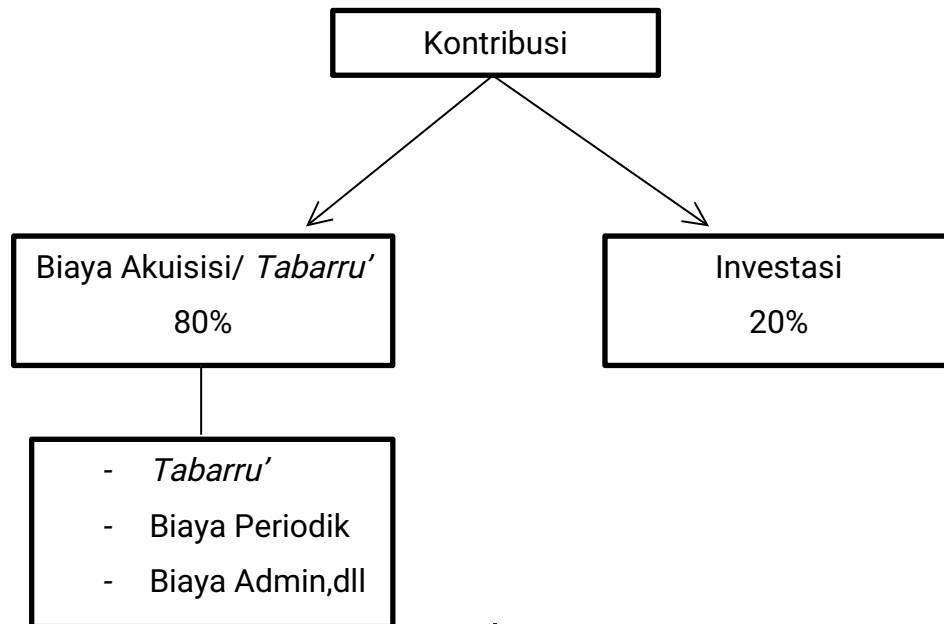 Kontribusi
Biaya Akuisisi/ Tabarru’
80%
Investasi
20%
- Tabarru’
- Biaya Periodik
- Biaya Admin,dll